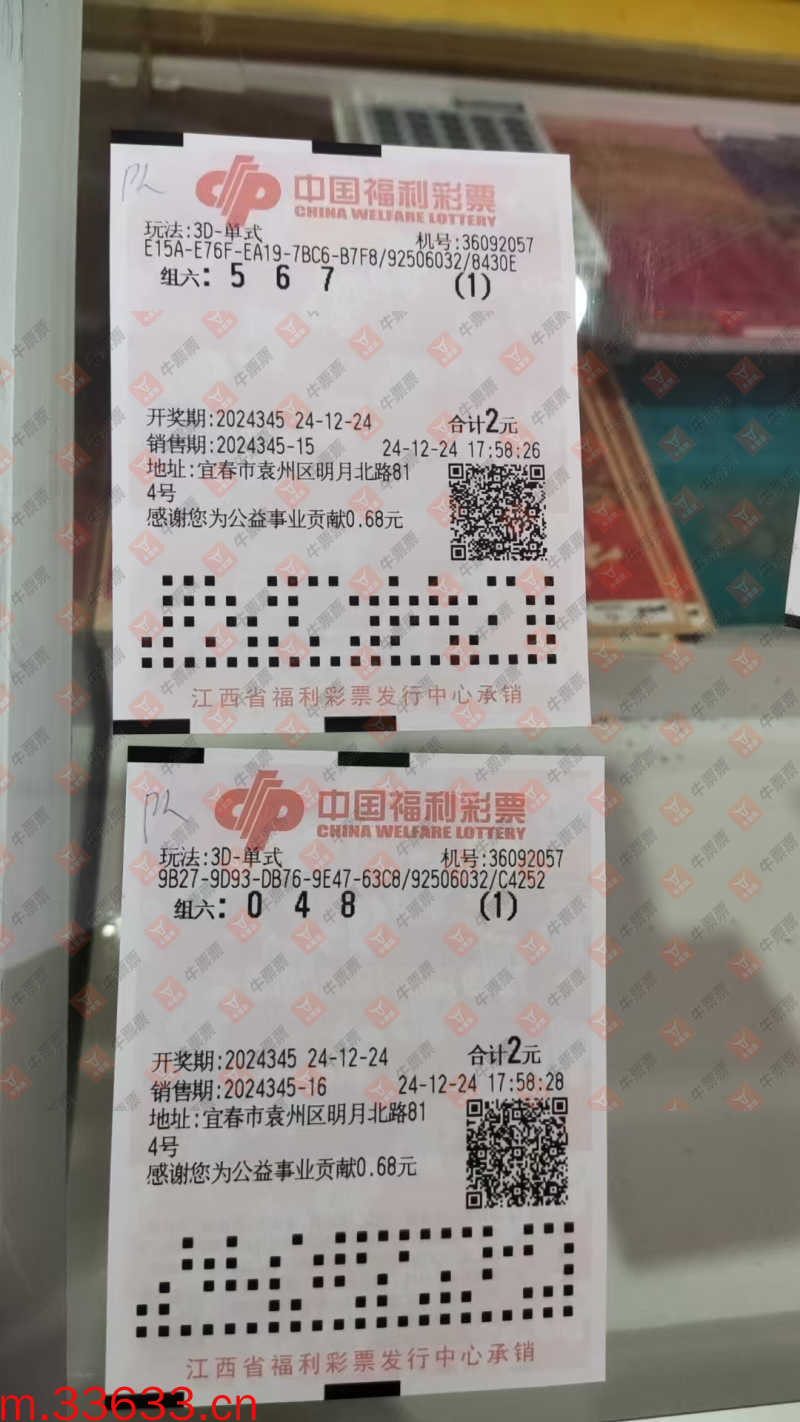 PL
中国福利彩票
CHINA WELFARE LOTTERY
玩法:3D-单式 机号:36092057
E15A-E76F-EA19-7BC6-B7F8/92506032/8430E
组六: 5 6 7 (1)
开奖期:2024345 24-12-24 合计2元
销售期:2024345-15 24-12-24 17:58:26
地址:宜春市袁州区明月北路81
4号
感谢您为公益事业贡献0.68元
江西省福利彩票发行中心承销
PL
中国福利彩票
CHINA WELFARE LOTTERY
玩法:3D-单式 机号:36092057
9B27-9D93-DB76-9E47-63C8/92506032/C4252
组六: 0 4 8 (1)
开奖期:2024345 24-12-24 合计2元
销售期:2024345-16 24-12-24 17:58:28
地址:宜春市袁州区明月北路81
4号
感谢您为公益事业贡献0.68元
江西省福利彩票发行中心承销
牛票票
m.33633.cn